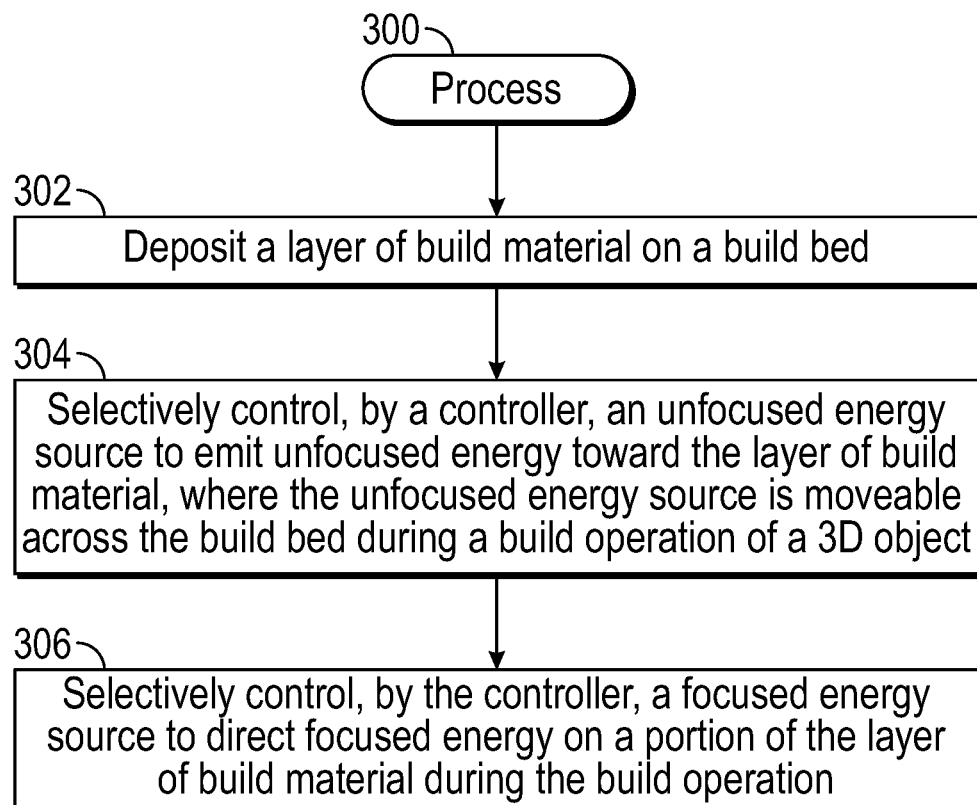 300
Process
302
Deposit a layer of build material on a build bed
304
Selectively control, by a controller, an unfocused energy
source to emit unfocused energy toward the layer of build
material, where the unfocused energy source is moveable
across the build bed during a build operation of a 3D object
306
Selectively control, by the controller, a focused energy
source to direct focused energy on a portion of the layer
of build material during the build operation